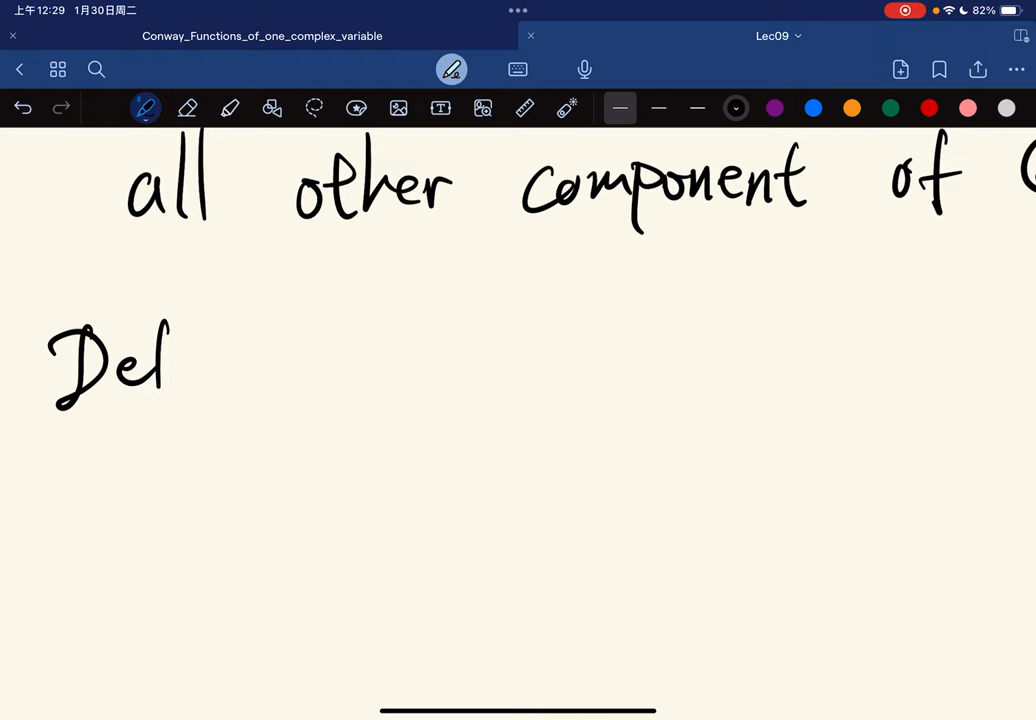 上午12:29 1月30日周二
82%
Conway_Functions_of_one_complex_variable
Lec09
all other component of
Def